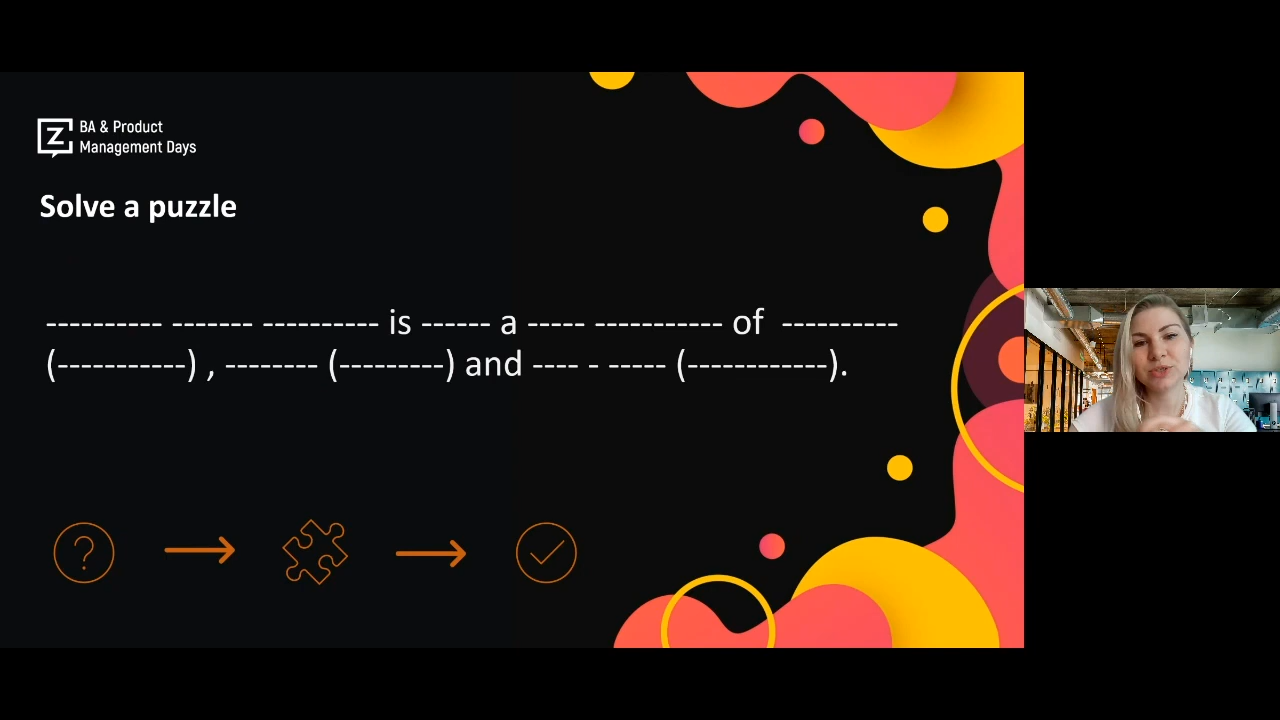 Z
BA & Product
Management Days
Solve a puzzle
---------- ------- ---------- is ------ a ----- ----------- of ----------
(-----------) , -------- (---------) and ---- - ----- (------------).
?